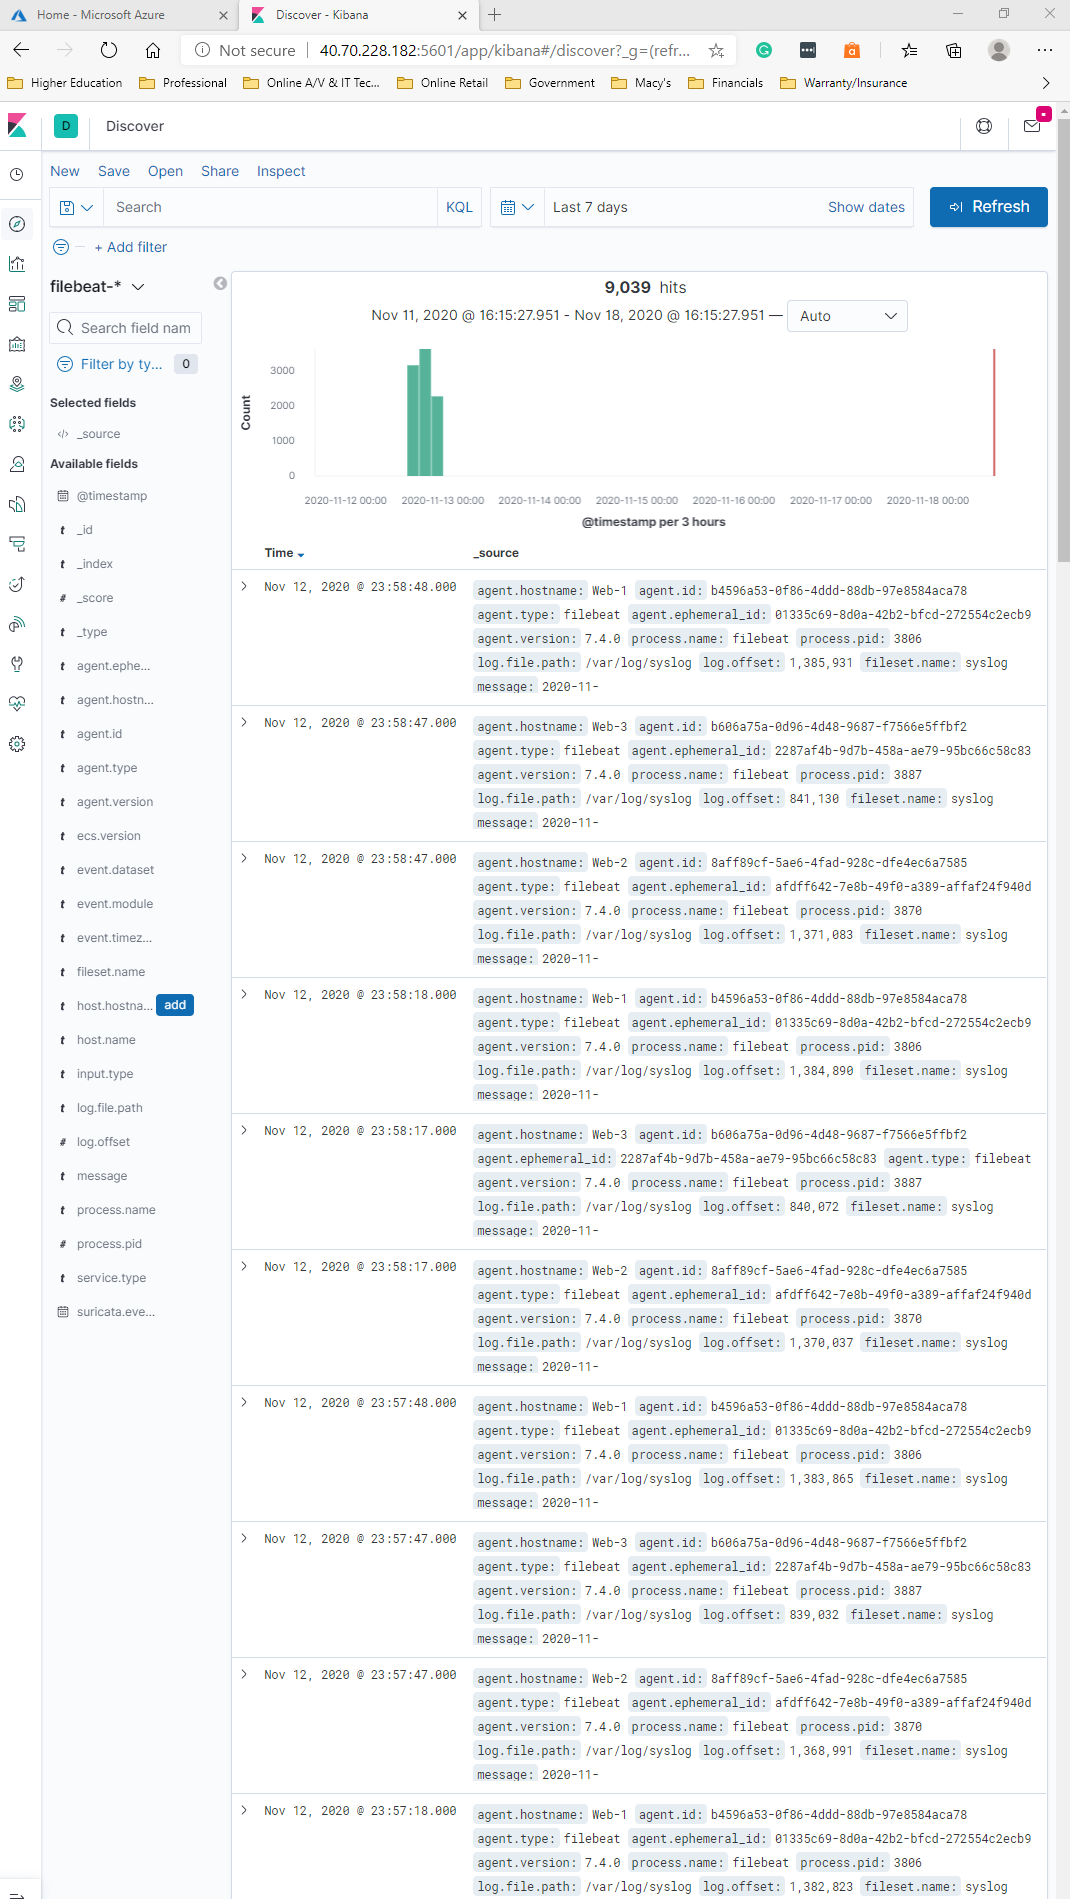 Home - Microsoft Azure
Discover - Kibana
Not secure | 40.70.228.182:5601/app/kibana#/discover?_g=(refr...
Higher Education Professional Online A/V & IT Tec... Online Retail Government Macy's Financials Warranty/Insurance
D Discover
New Save Open Share Inspect
Search KQL Last 7 days Show dates Refresh
+ Add filter
filebeat-*
Search field nam
Filter by ty... 0
Selected fields
</> _source
Available fields
@timestamp
t _id
t _index
# _score
t _type
t agent.ephe...
t agent.hostn...
t agent.id
t agent.type
t agent.version
t ecs.version
t event.dataset
t event.module
t event.timez...
t fileset.name
t host.hostna... add
t host.name
t input.type
t log.file.path
# log.offset
t message
t process.name
# process.pid
t service.type
suricata.eve...
9,039 hits
Nov 11, 2020 @ 16:15:27.951 - Nov 18, 2020 @ 16:15:27.951 — Auto
Count
3000
2000
1000
0
2020-11-12 00:00 2020-11-13 00:00 2020-11-14 00:00 2020-11-15 00:00 2020-11-16 00:00 2020-11-17 00:00 2020-11-18 00:00
@timestamp per 3 hours
Time _source
Nov 12, 2020 @ 23:58:48.000 agent.hostname: Web-1 agent.id: b4596a53-0f86-4ddd-88db-97e8584aca78
agent.type: filebeat agent.ephemeral_id: 01335c69-8d0a-42b2-bfcd-272554c2ecb9
agent.version: 7.4.0 process.name: filebeat process.pid: 3806
log.file.path: /var/log/syslog log.offset: 1,385,931 fileset.name: syslog
message: 2020-11-
Nov 12, 2020 @ 23:58:47.000 agent.hostname: Web-3 agent.id: b606a75a-0d96-4d48-9687-f7566e5ffbf2
agent.type: filebeat agent.ephemeral_id: 2287af4b-9d7b-458a-ae79-95bc66c58c83
agent.version: 7.4.0 process.name: filebeat process.pid: 3887
log.file.path: /var/log/syslog log.offset: 841,130 fileset.name: syslog
message: 2020-11-
Nov 12, 2020 @ 23:58:47.000 agent.hostname: Web-2 agent.id: 8aff89cf-5ae6-4fad-928c-dfe4ec6a7585
agent.type: filebeat agent.ephemeral_id: afdff642-7e8b-49f0-a389-affaf24f940d
agent.version: 7.4.0 process.name: filebeat process.pid: 3870
log.file.path: /var/log/syslog log.offset: 1,371,083 fileset.name: syslog
message: 2020-11-
Nov 12, 2020 @ 23:58:18.000 agent.hostname: Web-1 agent.id: b4596a53-0f86-4ddd-88db-97e8584aca78
agent.type: filebeat agent.ephemeral_id: 01335c69-8d0a-42b2-bfcd-272554c2ecb9
agent.version: 7.4.0 process.name: filebeat process.pid: 3806
log.file.path: /var/log/syslog log.offset: 1,384,890 fileset.name: syslog
message: 2020-11-
Nov 12, 2020 @ 23:58:17.000 agent.hostname: Web-3 agent.id: b606a75a-0d96-4d48-9687-f7566e5ffbf2
agent.ephemeral_id: 2287af4b-9d7b-458a-ae79-95bc66c58c83 agent.type: filebeat
agent.version: 7.4.0 process.name: filebeat process.pid: 3887
log.file.path: /var/log/syslog log.offset: 840,072 fileset.name: syslog
message: 2020-11-
Nov 12, 2020 @ 23:58:17.000 agent.hostname: Web-2 agent.id: 8aff89cf-5ae6-4fad-928c-dfe4ec6a7585
agent.type: filebeat agent.ephemeral_id: afdff642-7e8b-49f0-a389-affaf24f940d
agent.version: 7.4.0 process.name: filebeat process.pid: 3870
log.file.path: /var/log/syslog log.offset: 1,370,037 fileset.name: syslog
message: 2020-11-
Nov 12, 2020 @ 23:57:48.000 agent.hostname: Web-1 agent.id: b4596a53-0f86-4ddd-88db-97e8584aca78
agent.type: filebeat agent.ephemeral_id: 01335c69-8d0a-42b2-bfcd-272554c2ecb9
agent.version: 7.4.0 process.name: filebeat process.pid: 3806
log.file.path: /var/log/syslog log.offset: 1,383,865 fileset.name: syslog
message: 2020-11-
Nov 12, 2020 @ 23:57:47.000 agent.hostname: Web-3 agent.id: b606a75a-0d96-4d48-9687-f7566e5ffbf2
agent.type: filebeat agent.ephemeral_id: 2287af4b-9d7b-458a-ae79-95bc66c58c83
agent.version: 7.4.0 process.name: filebeat process.pid: 3887
log.file.path: /var/log/syslog log.offset: 839,032 fileset.name: syslog
message: 2020-11-
Nov 12, 2020 @ 23:57:47.000 agent.hostname: Web-2 agent.id: 8aff89cf-5ae6-4fad-928c-dfe4ec6a7585
agent.type: filebeat agent.ephemeral_id: afdff642-7e8b-49f0-a389-affaf24f940d
agent.version: 7.4.0 process.name: filebeat process.pid: 3870
log.file.path: /var/log/syslog log.offset: 1,368,991 fileset.name: syslog
message: 2020-11-
Nov 12, 2020 @ 23:57:18.000 agent.hostname: Web-1 agent.id: b4596a53-0f86-4ddd-88db-97e8584aca78
agent.type: filebeat agent.ephemeral_id: 01335c69-8d0a-42b2-bfcd-272554c2ecb9
agent.version: 7.4.0 process.name: filebeat process.pid: 3806
log.file.path: /var/log/syslog log.offset: 1,382,823 fileset.name: syslog